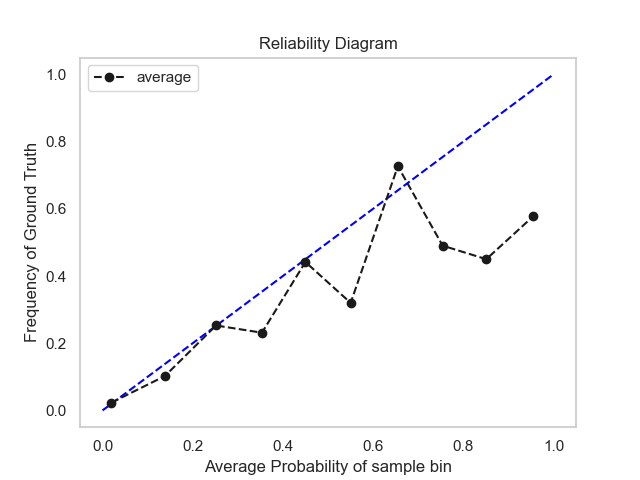 Reliability Diagram
average
Frequency of Ground Truth
1.0
0.8
0.6
0.4
0.2
0.0
0.0 0.2 0.4 0.6 0.8 1.0
Average Probability of sample bin